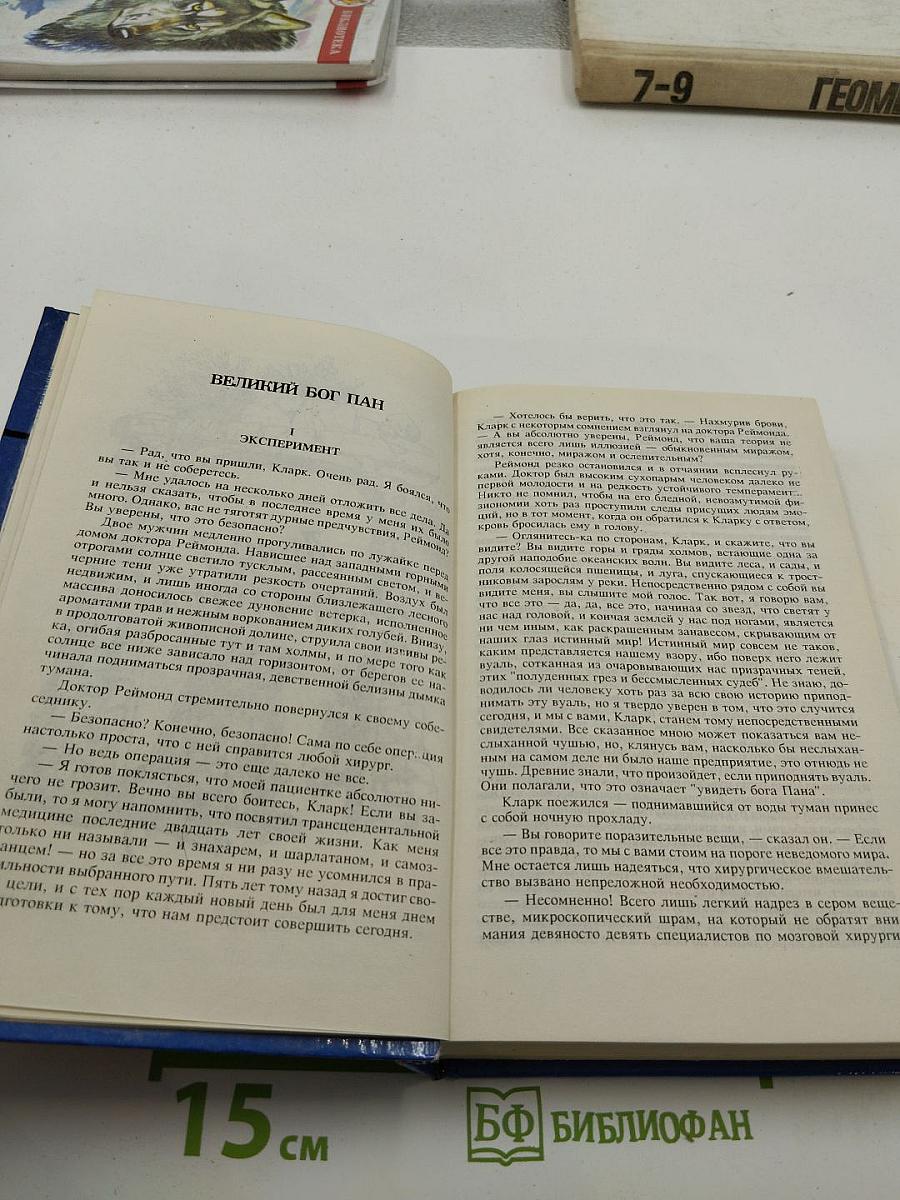 БИБЛИОТЕКА
7-9
ГЕОМ
ВЕЛИКИЙ БОГ ПАН
I
ЭКСПЕРИМЕНТ
— Рад, что вы пришли, Кларк. Очень рад. Я боялся, что
вы так и не соберетесь.
— Мне удалось на несколько дней отложить все дела. Да
и нельзя сказать, чтобы в последнее время у меня их было
много. Однако, вас не тяготят дурные предчувствия, Реймонд?
Вы уверены, что это безопасно?
Двое мужчин медленно прогуливались по лужайке перед
домом доктора Реймонда. Нависшее над западными горными
отрогами солнце светило тусклым, рассеянным светом, и ве-
черние тени уже утратили резкость очертаний. Воздух был
недвижим, и лишь иногда со стороны близлежащего лесного
массива доносилось свежее дуновение ветерка, исполненное
ароматами трав и нежным воркованием диких голубей. Внизу,
в продолговатой живописной долине, струила свои извивы ре-
ка, огибая разбросанные тут и там холмы, и по мере того как
солнце все ниже зависало над горизонтом, от берегов ее на-
чинала подниматься прозрачная, девственной белизны дымка
тумана.
Доктор Реймонд стремительно повернулся к своему собе-
седнику.
— Безопасно? Конечно, безопасно! Сама по себе операция
настолько проста, что с ней справится любой хирург.
— Но ведь операция — это еще далеко не все.
— Я готов поклясться, что моей пациентке абсолютно ни-
чего не грозит. Вечно вы всего боитесь, Кларк! Если вы за-
были, то я могу напомнить, что посвятил трансцендентальной
медицине последние двадцать лет своей жизни. Как меня
только ни называли — и знахарем, и шарлатаном, и самоз-
анцем! — но за все это время я ни разу не усомнился в пра-
ильности выбранного пути. Пять лет тому назад я достиг сво-
цели, и с тех пор каждый новый день был для меня днем
дготовки к тому, что нам предстоит совершить сегодня.
— Хотелось бы верить, что это так. — Нахмурив брови,
Кларк с некоторым сомнением взглянул на доктора Реймонда.
— А вы абсолютно уверены, Реймонд, что ваша теория не
является всего лишь иллюзией — обыкновенным миражом,
хотя, конечно, миражом и ослепительным?
Реймонд резко остановился и в отчаянии всплеснул ру-
ками. Доктор был высоким сухопарым человеком далеко не
первой молодости и на редкость устойчивого темперамент...
Никто не помнил, чтобы на его бледной, невозмутимой фи-
зиономии хоть раз проступили следы присущих людям эмо-
ций, но в тот момент, когда он обратился к Кларку с ответом,
кровь бросилась ему в голову.
— Оглянитесь-ка по сторонам, Кларк, и скажите, что вы
видите? Вы видите горы и гряды холмов, встающие одна за
другой наподобие океанских волн. Вы видите леса, и сады, и
поля колосящейся пшеницы, и луга, спускающиеся к трост-
никовым зарослям у реки. Непосредственно рядом с собой вы
видите меня, вы слышите мой голос. Так вот, я говорю вам,
что все это — да, да, все это, начиная со звезд, что светят у
нас над головой, и кончая землей у нас под ногами, является
ни чем иным, как раскрашенным занавесом, скрывающим от
наших глаз истинный мир! Истинный мир совсем не таков,
каким представляется нашему взору, ибо поверх него лежит
вуаль, сотканная из очаровывающих нас призрачных теней,
этих "полуденных грез и бессмысленных судеб". Не знаю, до-
водилось ли человеку хоть раз за всю свою историю припод-
нимать эту вуаль, но я твердо уверен в том, что это случится
сегодня, и мы с вами, Кларк, станем тому непосредственными
свидетелями. Все сказанное мною может показаться вам не-
слыханной чушью, но, клянусь вам, насколько бы неслыхан-
ным на самом деле ни было наше предприятие, это отнюдь не
чушь. Древние знали, что произойдет, если приподнять вуаль.
Они полагали, что это означает "увидеть бога Пана".
Кларк поежился — поднимавшийся от воды туман принес
с собой ночную прохладу.
— Вы говорите поразительные вещи, — сказал он. — Если
все это правда, то мы с вами стоим на пороге неведомого мира.
Мне остается лишь надеяться, что хирургическое вмешатель-
ство вызвано непреложной необходимостью.
— Несомненно! Всего лишь легкий надрез в сером веще-
стве, микроскопический шрам, на который не обратят вни
мания девяносто девять специалистов по мозговой хирурги
15 см
БФ БИБЛИОФАН